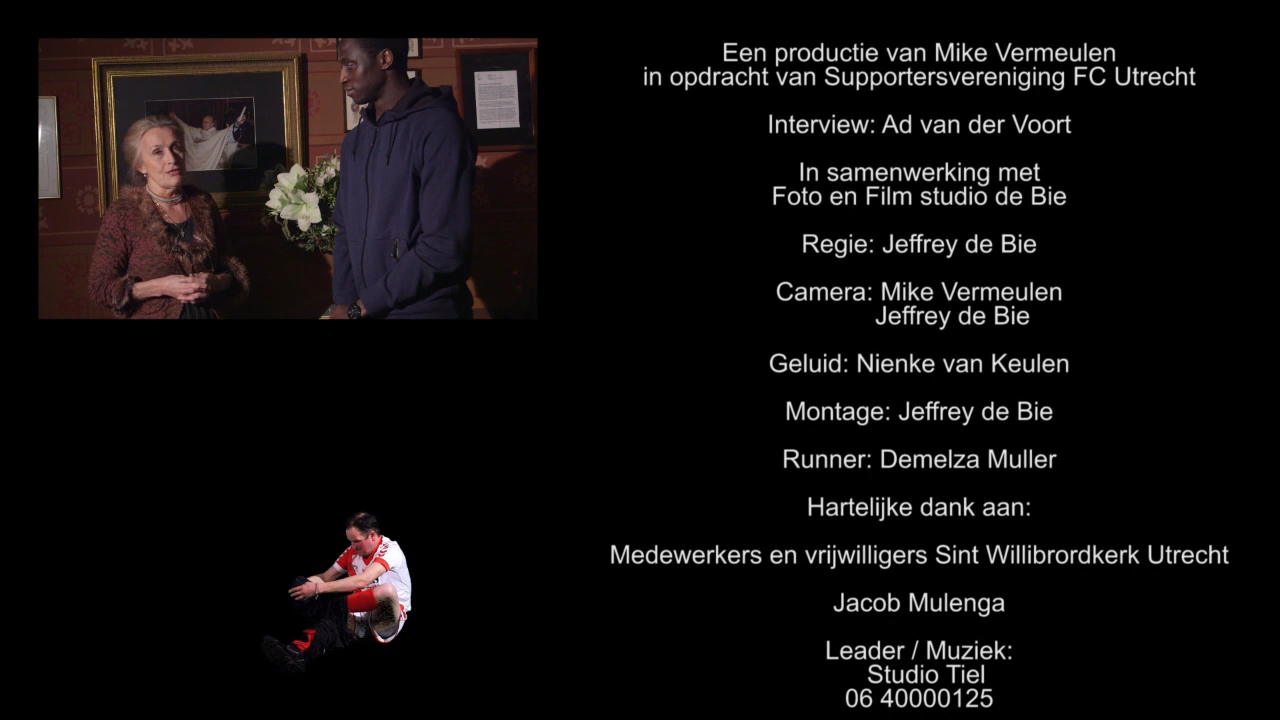 Een productie van Mike Vermeulen
in opdracht van Supportersvereniging FC Utrecht
Interview: Ad van der Voort
In samenwerking met
Foto en Film studio de Bie
Regie: Jeffrey de Bie
Camera: Mike Vermeulen
Jeffrey de Bie
Geluid: Nienke van Keulen
Montage: Jeffrey de Bie
Runner: Demelza Muller
Hartelijke dank aan:
Medewerkers en vrijwilligers Sint Willibrordkerk Utrecht
Jacob Mulenga
Leader / Muziek:
Studio Tiel
06 40000125